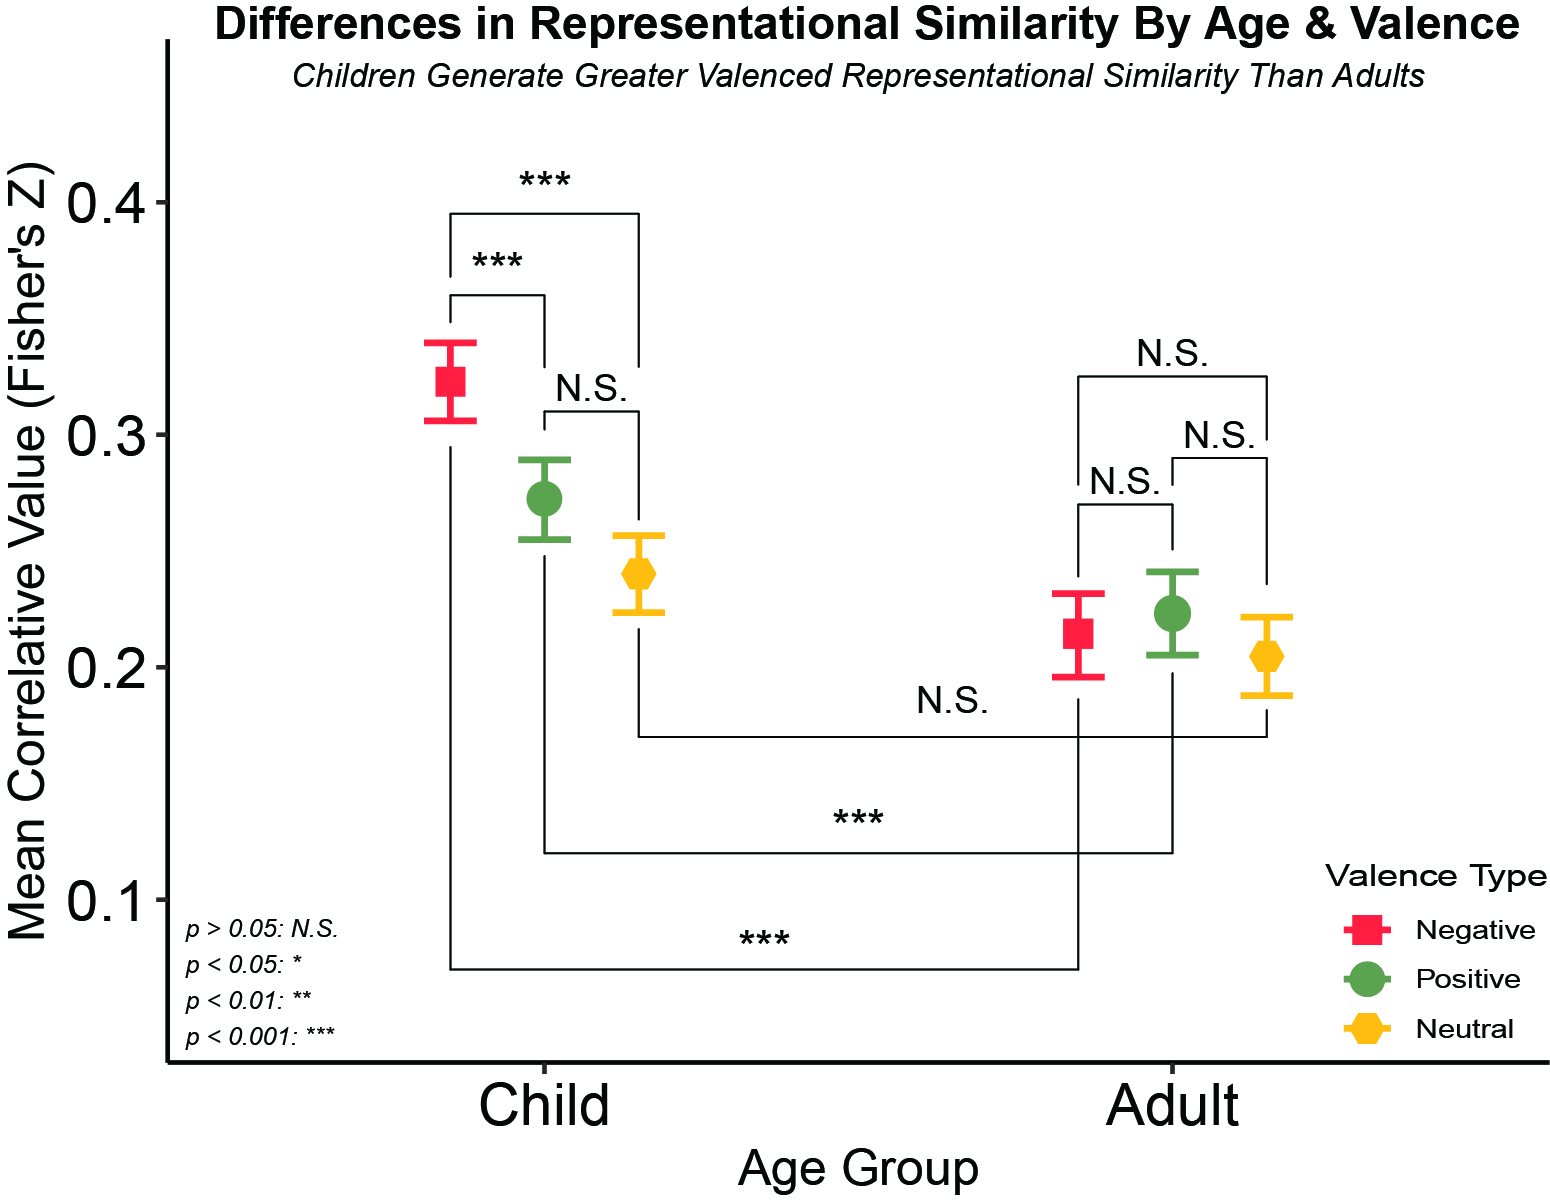 Differences in Representational Similarity By Age & Valence
Children Generate Greater Valenced Representational Similarity Than Adults
Mean Correlative Value (Fisher's Z)
0.4
0.3
0.2
0.1
***
***
N.S.
N.S.
N.S.
N.S.
N.S.
***
***
p > 0.05: N.S.
p < 0.05: *
p < 0.01: **
p < 0.001: ***
Valence Type
Negative
Positive
Neutral
Child
Adult
Age Group